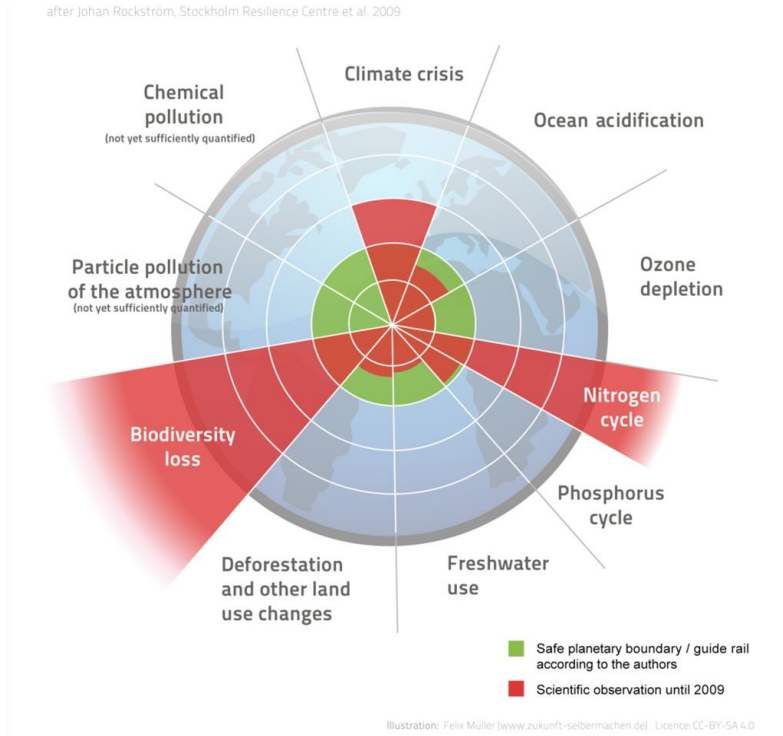 after Johan Rockström, Stockholm Resilience Centre et al. 2009
Climate crisis
Chemical
pollution
(not yet sufficiently quantified)
Ocean acidification
Particle pollution
of the atmosphere
(not yet sufficiently quantified)
Ozone
depletion
Nitrogen
cycle
Biodiversity
loss
Phosphorus
cycle
Deforestation
and other land
use changes
Freshwater
use
Safe planetary boundary / guide rail
according to the authors
Scientific observation until 2009
Illustration: Felix Müller (www.zukunft-selbermachen.de) Licence: CC-BY-SA 4.0